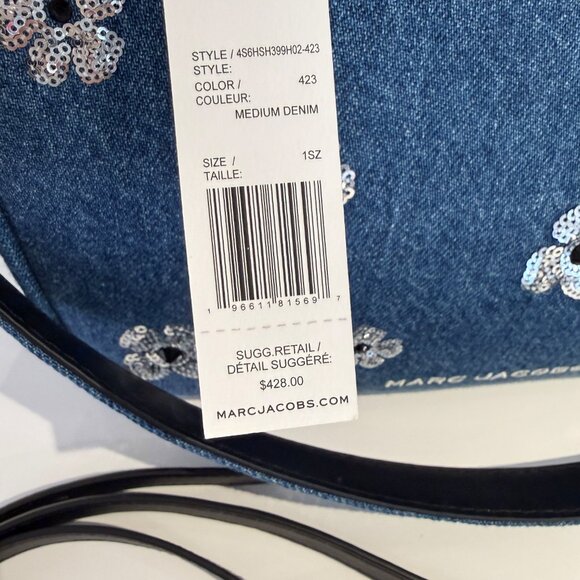 STYLE / 4S6HSH399H02-423
STYLE:
COLOR / 423
COULEUR:
MEDIUM DENIM
SIZE / 1SZ
TAILLE:
1 96611 81569 7
SUGG.RETAIL /
DÉTAIL SUGGÉRÉ:
$428.00
MARCJACOBS.COM
MARC JACOBS